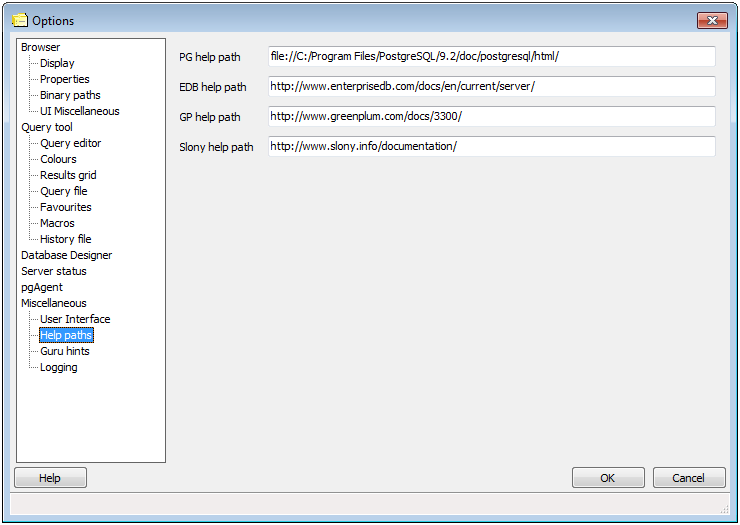 Options
Browser
Display
Properties
Binary paths
UI Miscellaneous
Query tool
Query editor
Colours
Results grid
Query file
Favourites
Macros
History file
Database Designer
Server status
pgAgent
Miscellaneous
User Interface
Help paths
Guru hints
Logging
PG help path file://C:/Program Files/PostgreSQL/9.2/doc/postgresql/html/
EDB help path http://www.enterprisedb.com/docs/en/current/server/
GP help path http://www.greenplum.com/docs/3300/
Slony help path http://www.slony.info/documentation/
Help OK Cancel